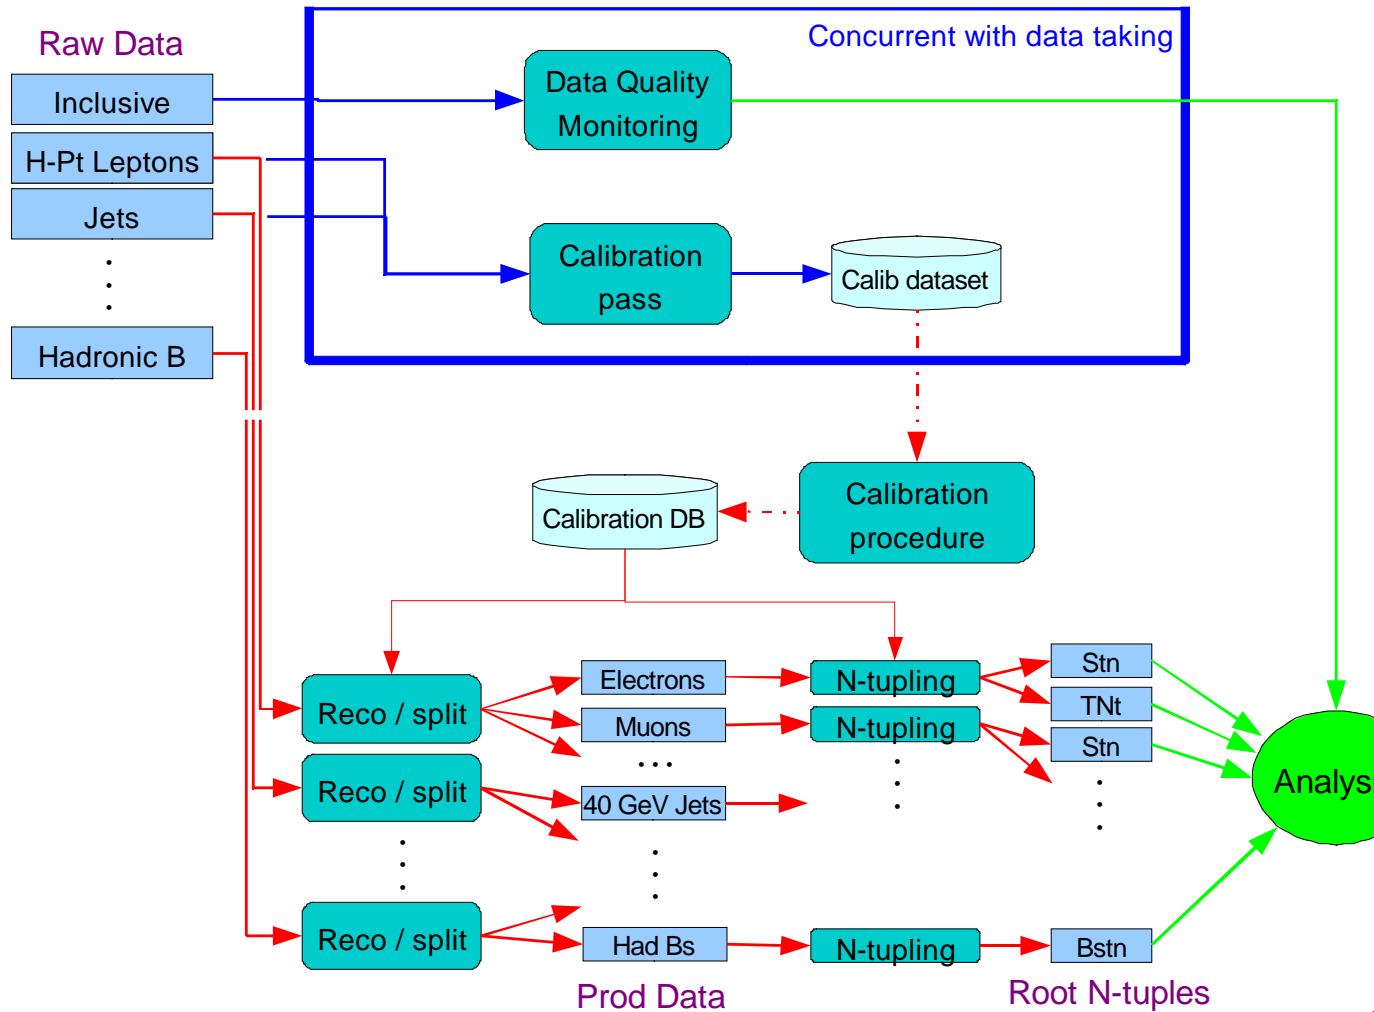 Raw Data
Concurrent with data taking
Inclusive
Data Quality
Monitoring
H-Pt Leptons
Jets
Calibration
pass
Calib dataset
Hadronic B
Calibration
procedure
Calibration DB
Reco / split
Electrons
N-tupling
Stn
TNt
Muons
N-tupling
Stn
Reco / split
40 GeV Jets
Analys
Reco / split
Had Bs
N-tupling
Bstn
Prod Data
Root N-tuples